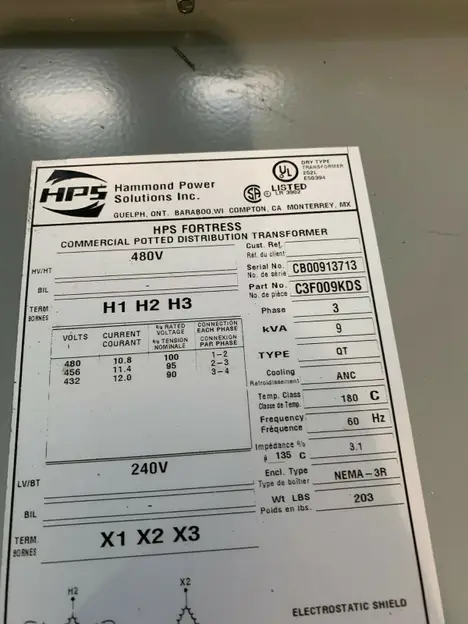 HPS
Hammond Power
Solutions Inc.
UL
DRY TYPE
TRANSFORMER
252L
E50394
LISTED
SA
LR 3902
GUELPH, ONT. BARABOO, WI COMPTON, CA MONTERREY, MX
HPS FORTRESS
COMMERCIAL POTTED DISTRIBUTION TRANSFORMER
HV/HT 480V
BIL -
TERM.
BORNES H1 H2 H3
VOLTS CURRENT
COURANT % RATED
VOLTAGE
% TENSION
NOMINALE CONNECTION
EACH PHASE
CONNEXION
PAR PHASE
480 10.8 100 1-2
456 11.4 95 2-3
432 12.0 90 3-4
LV/BT 240V
BIL -
TERM.
BORNES X1 X2 X3
H2 X2
Cust. Ref.
Réf. du client
Serial No. CB00913713
No. de série
Part No. C3F009KDS
No. de pièce
Phase 3
kVA 9
TYPE QT
Cooling ANC
Refroidissement
Temp. Class 180 C
Classe de Temp.
Frequency 60 Hz
Fréquence
Impédance % 3.1
135 C
Encl. Type NEMA-3R
Type de boîtier
Wt LBS 203
Poids en lbs.
ELECTROSTATIC SHIELD